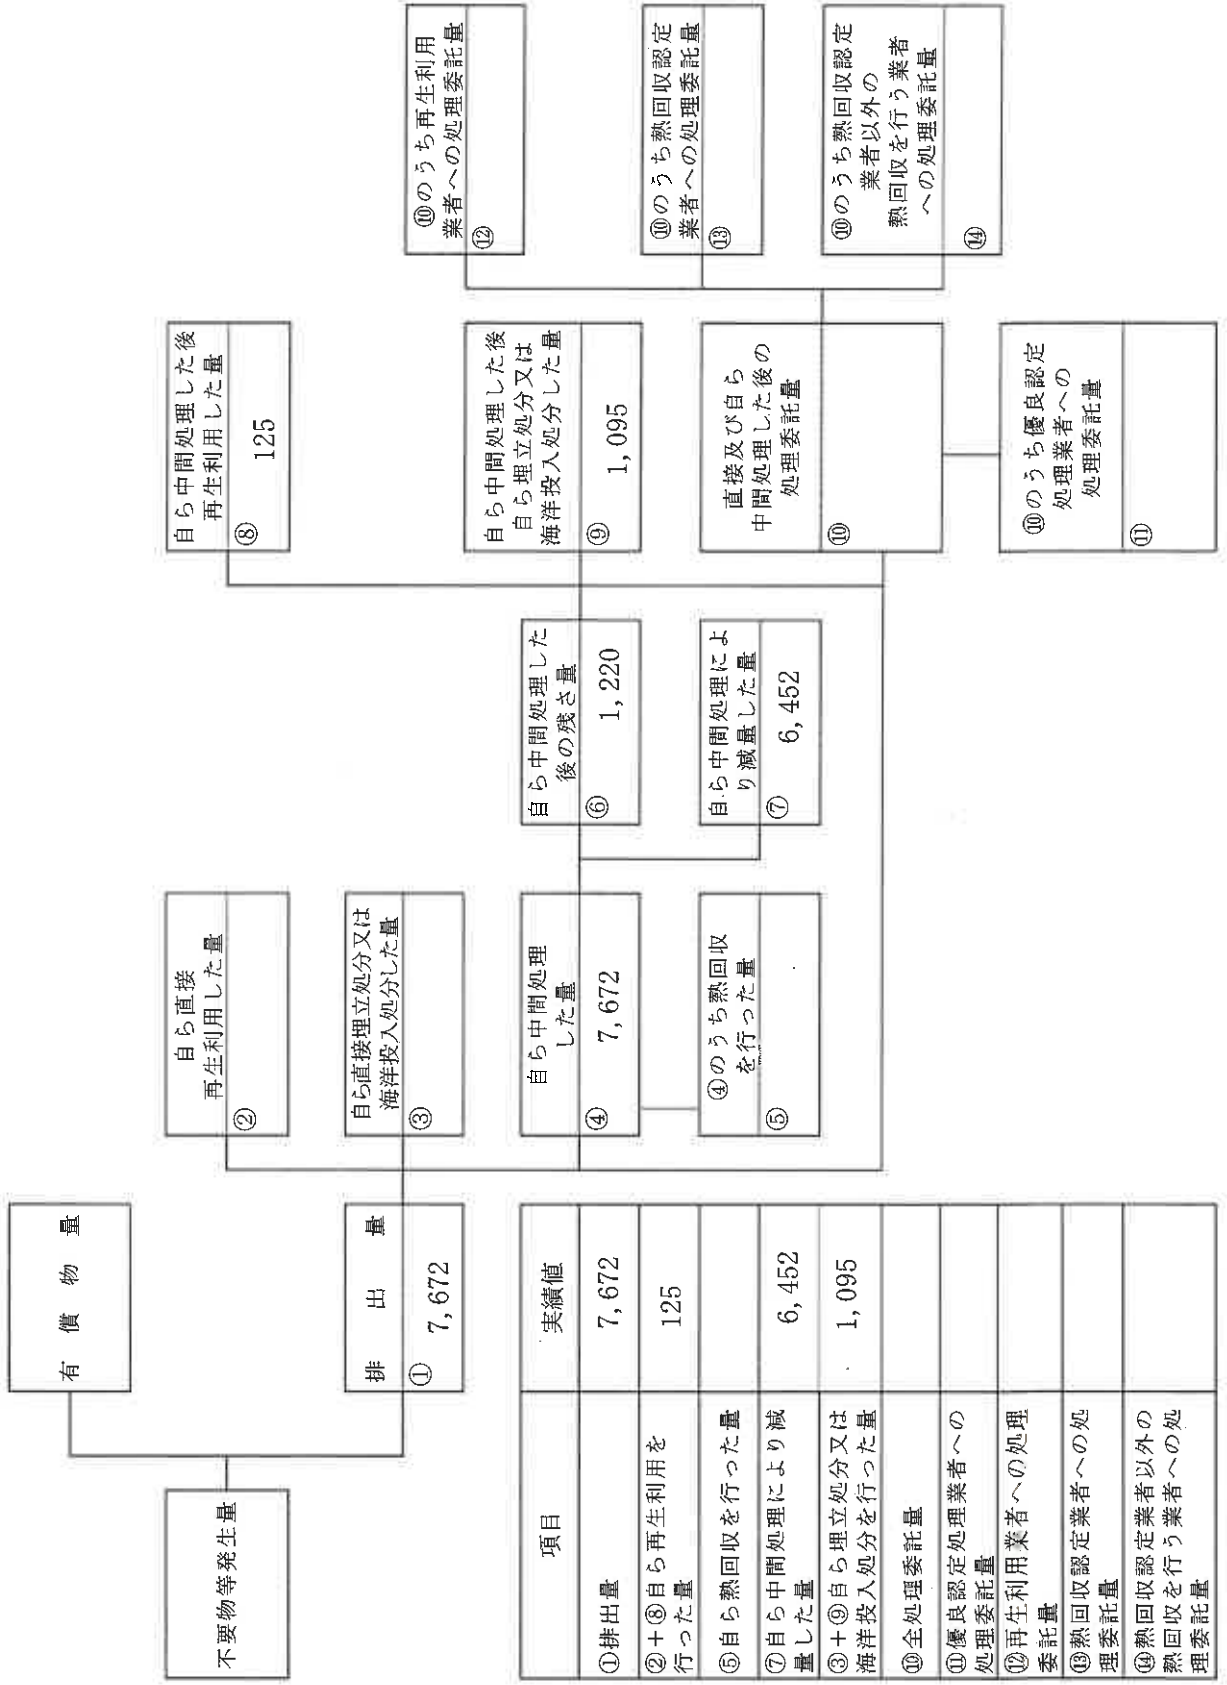 不要物等発生量
有償物量
排出量
① 7,672
自ら直接
再生利用した量
②
自ら直接埋立処分又は
海洋投入処分した量
③
自ら中間処理
した量
④ 7,672
④のうち熱回収
を行った量
⑤
自ら中間処理した
後の残さ量
⑥ 1,220
自ら中間処理によ
り減量した量
⑦ 6,452
自ら中間処理した後
再生利用した量
⑧ 125
自ら中間処理した後
自ら埋立処分又は
海洋投入処分した量
⑨ 1,095
直接及び自ら
中間処理した後の
処理委託量
⑩
⑩のうち優良認定
処理業者への
処理委託量
⑪
⑩のうち再生利用
業者への処理委託量
⑫
⑩のうち熱回収認定
業者への処理委託量
⑬
⑩のうち熱回収認定
業者以外の
熱回収を行う業者
への処理委託量
⑭
項目 実績値
①排出量 7,672
②+⑧自ら再生利用を
行った量 125
⑤自ら熱回収を行った量
⑦自ら中間処理により減
量した量 6,452
③+⑨自ら埋立処分又は
海洋投入処分を行った量 1,095
⑩全処理委託量
⑪優良認定処理業者への
処理委託量
⑫再生利用業者への処理
委託量
⑬熱回収認定業者への処
理委託量
⑭熱回収認定業者以外の
熱回収を行う業者への処
理委託量